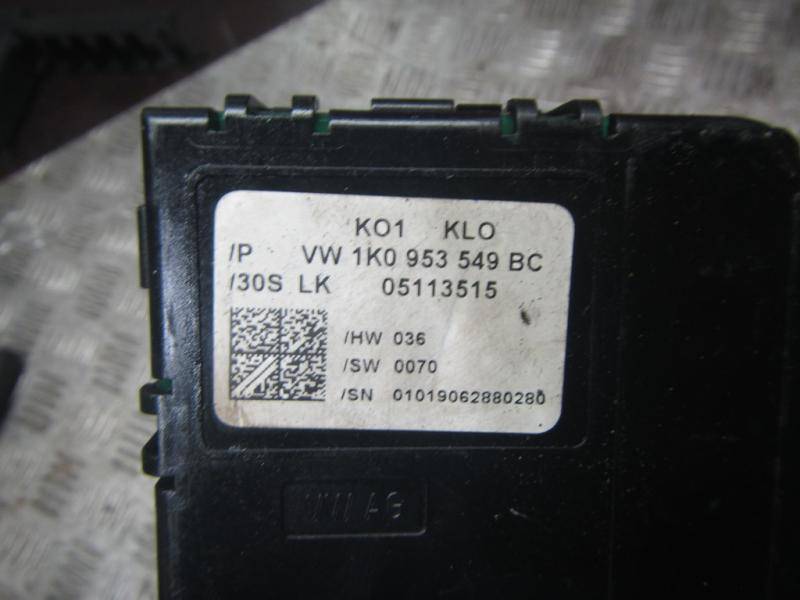 KO1 KLO
/P VW 1K0 953 549 BC
/30S LK 05113515
/HW 036
/SW 0070
/SN 01019062880280
VW AG